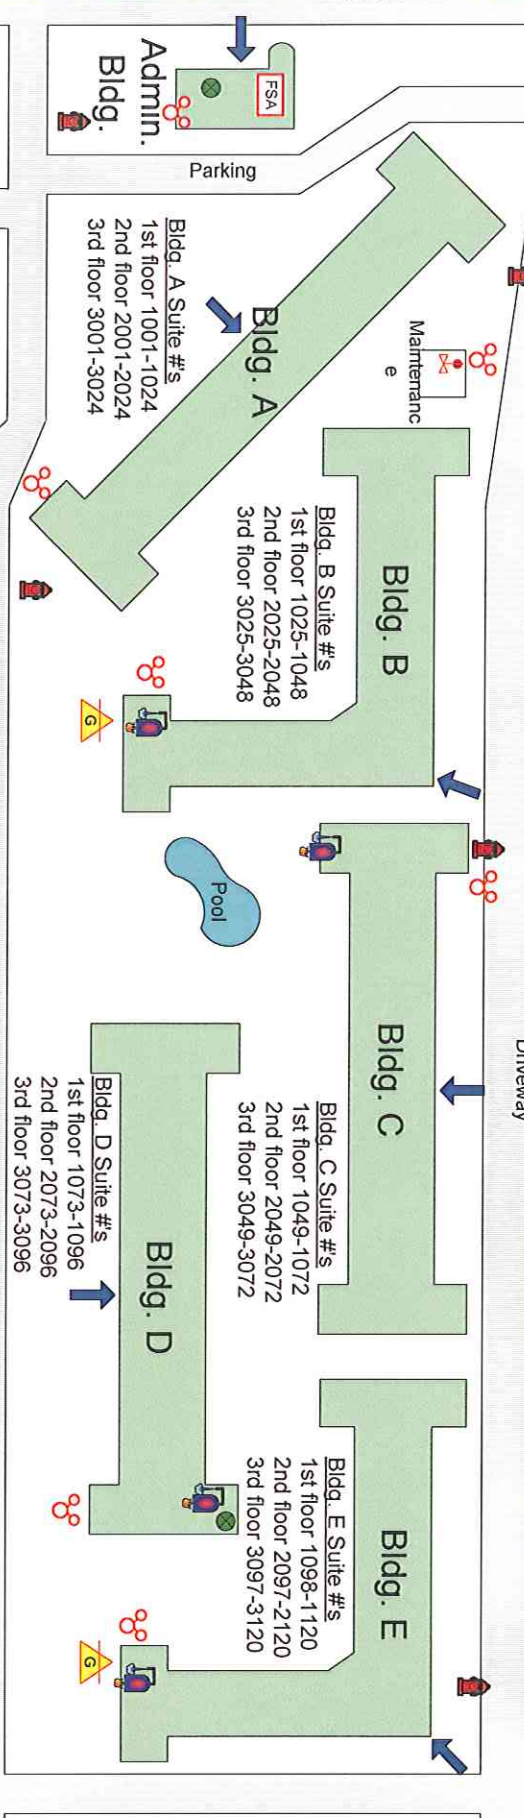 FSA
Admin.
Bldg.
Parking
Bldg. A
Bldg. A Suite #'s
1st floor 1001-1024
2nd floor 2001-2024
3rd floor 3001-3024
Maintenanc
e
Bldg. B
Bldg. B Suite #'s
1st floor 1025-1048
2nd floor 2025-2048
3rd floor 3025-3048
G
Pool
Driveway
Bldg. C
Bldg. C Suite #'s
1st floor 1049-1072
2nd floor 2049-2072
3rd floor 3049-3072
Bldg. D
Bldg. D Suite #'s
1st floor 1073-1096
2nd floor 2073-2096
3rd floor 3073-3096
Bldg. E
Bldg. E Suite #'s
1st floor 1098-1120
2nd floor 2097-2120
3rd floor 3097-3120
G